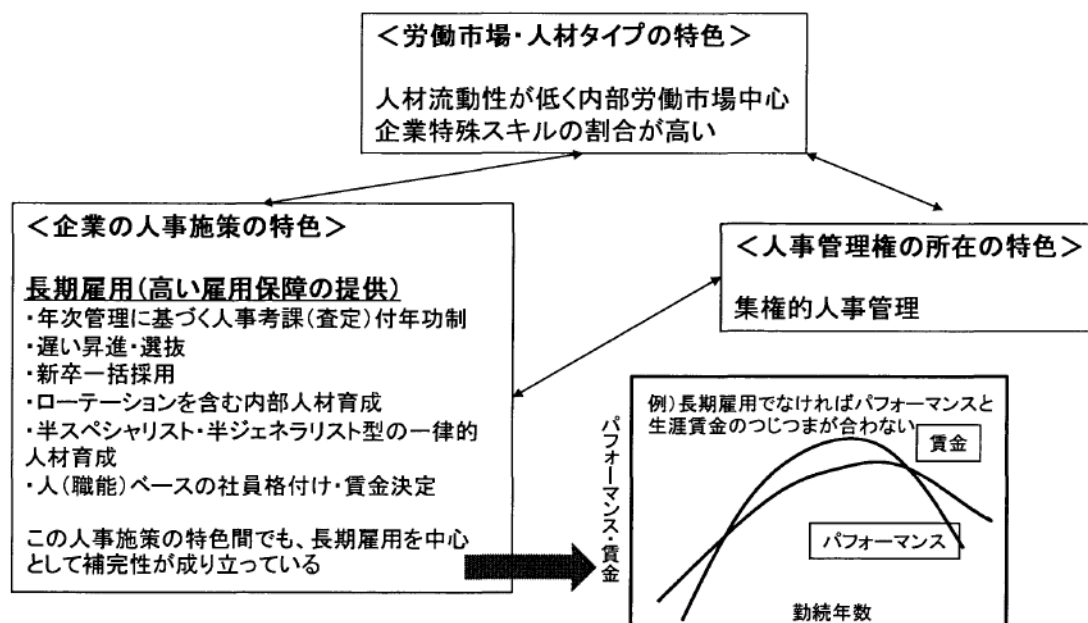 ＜労働市場・人材タイプの特色＞
人材流動性が低く内部労働市場中心
企業特殊スキルの割合が高い
＜企業の人事施策の特色＞
長期雇用(高い雇用保障の提供)
・年次管理に基づく人事考課(査定)付年功制
・遅い昇進・選抜
・新卒一括採用
・ローテーションを含む内部人材育成
・半スペシャリスト・半ジェネラリスト型の一律的
人材育成
・人(職能)ベースの社員格付け・賃金決定
この人事施策の特色間でも、長期雇用を中心
として補完性が成り立っている
＜人事管理権の所在の特色＞
集権的人事管理
パフォーマンス・賃金
例)長期雇用でなければパフォーマンスと
生涯賃金のつじつまが合わない
賃金
パフォーマンス
勤続年数